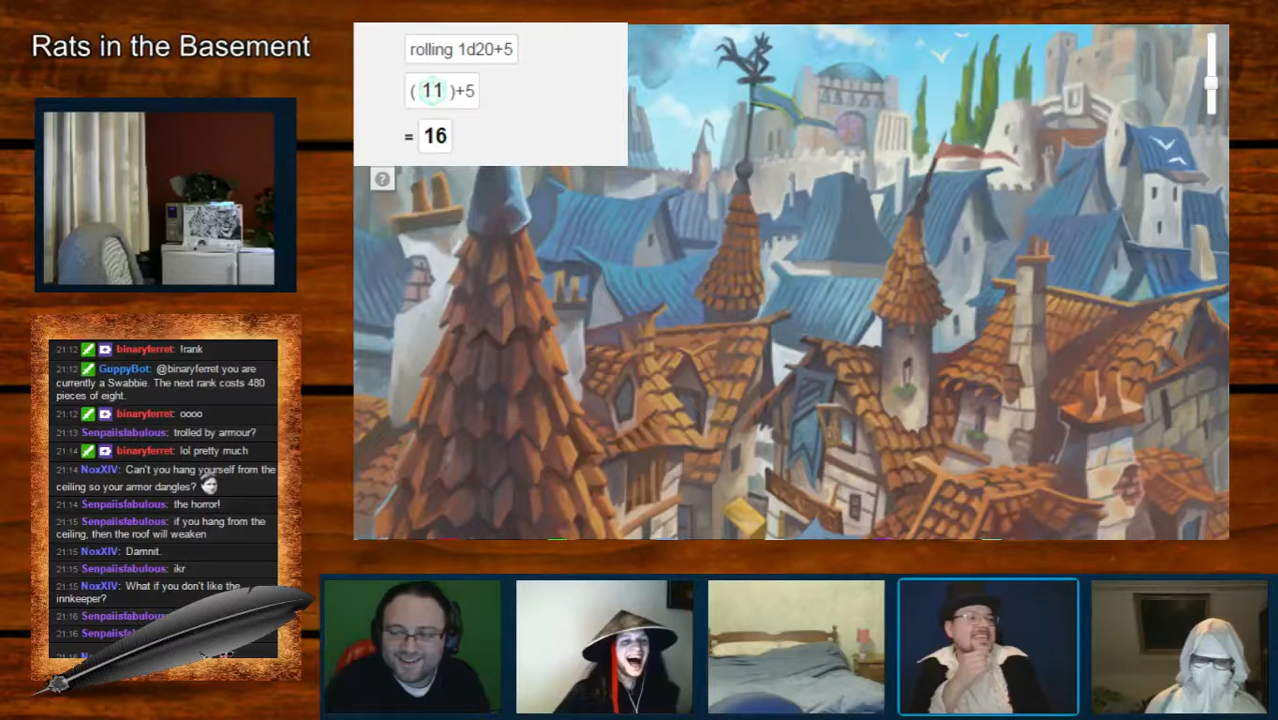 Rats in the Basement
rolling 1d20+5
( 11 )+5
= 16
?
21:12 binaryferret: !rank
21:12 GuppyBot: @binaryferret you are
currently a Swabbie. The next rank costs 480
pieces of eight.
21:12 binaryferret: oooo
21:13 Senpaiisfabulous: trolled by armour?
21:14 binaryferret: lol pretty much
21:14 NoxXIV: Can't you hang yourself from the
ceiling so your armor dangles?
21:14 Senpaiisfabulous: the horror!
21:15 Senpaiisfabulous: if you hang from the
ceiling, then the roof will weaken
21:15 NoxXIV: Damnit.
21:15 Senpaiisfabulous: ikr
21:15 NoxXIV: What if you don't like the
innkeeper?
21:16
21:16